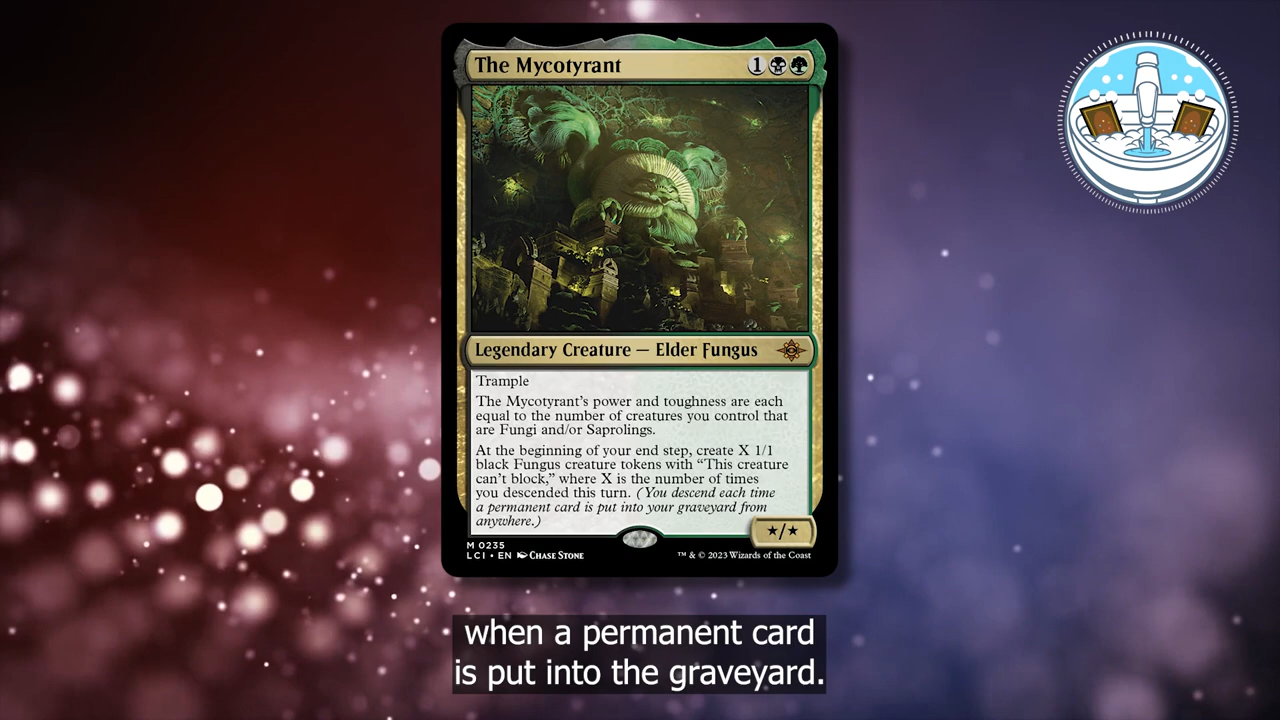 The Mycotyrant 1
Legendary Creature — Elder Fungus
Trample
The Mycotyrant’s power and toughness are each
equal to the number of creatures you control that
are Fungi and/or Saprolings.
At the beginning of your end step, create X 1/1
black Fungus creature tokens with “This creature
can’t block,” where X is the number of times
you descended this turn. (You descend each time
a permanent card is put into your graveyard from
anywhere.)
★/★
M 0235
LCI • EN Chase Stone
™ & © 2023 Wizards of the Coast
when a permanent card
is put into the graveyard.